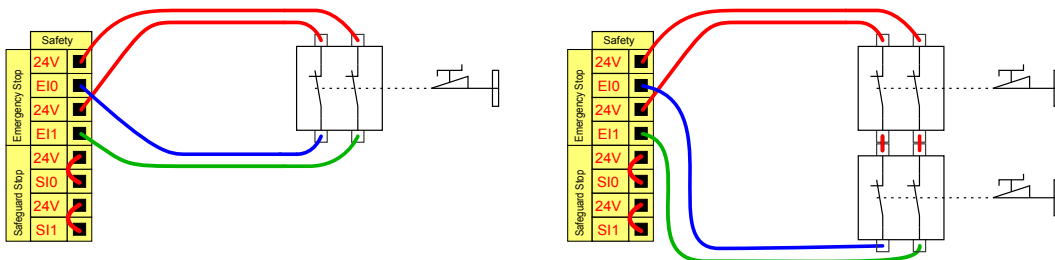 Safety
Emergency Stop
24V
EI0
24V
EI1
Safeguard Stop
24V
SI0
24V
SI1
Safety
Emergency Stop
24V
EI0
24V
EI1
Safeguard Stop
24V
SI0
24V
SI1